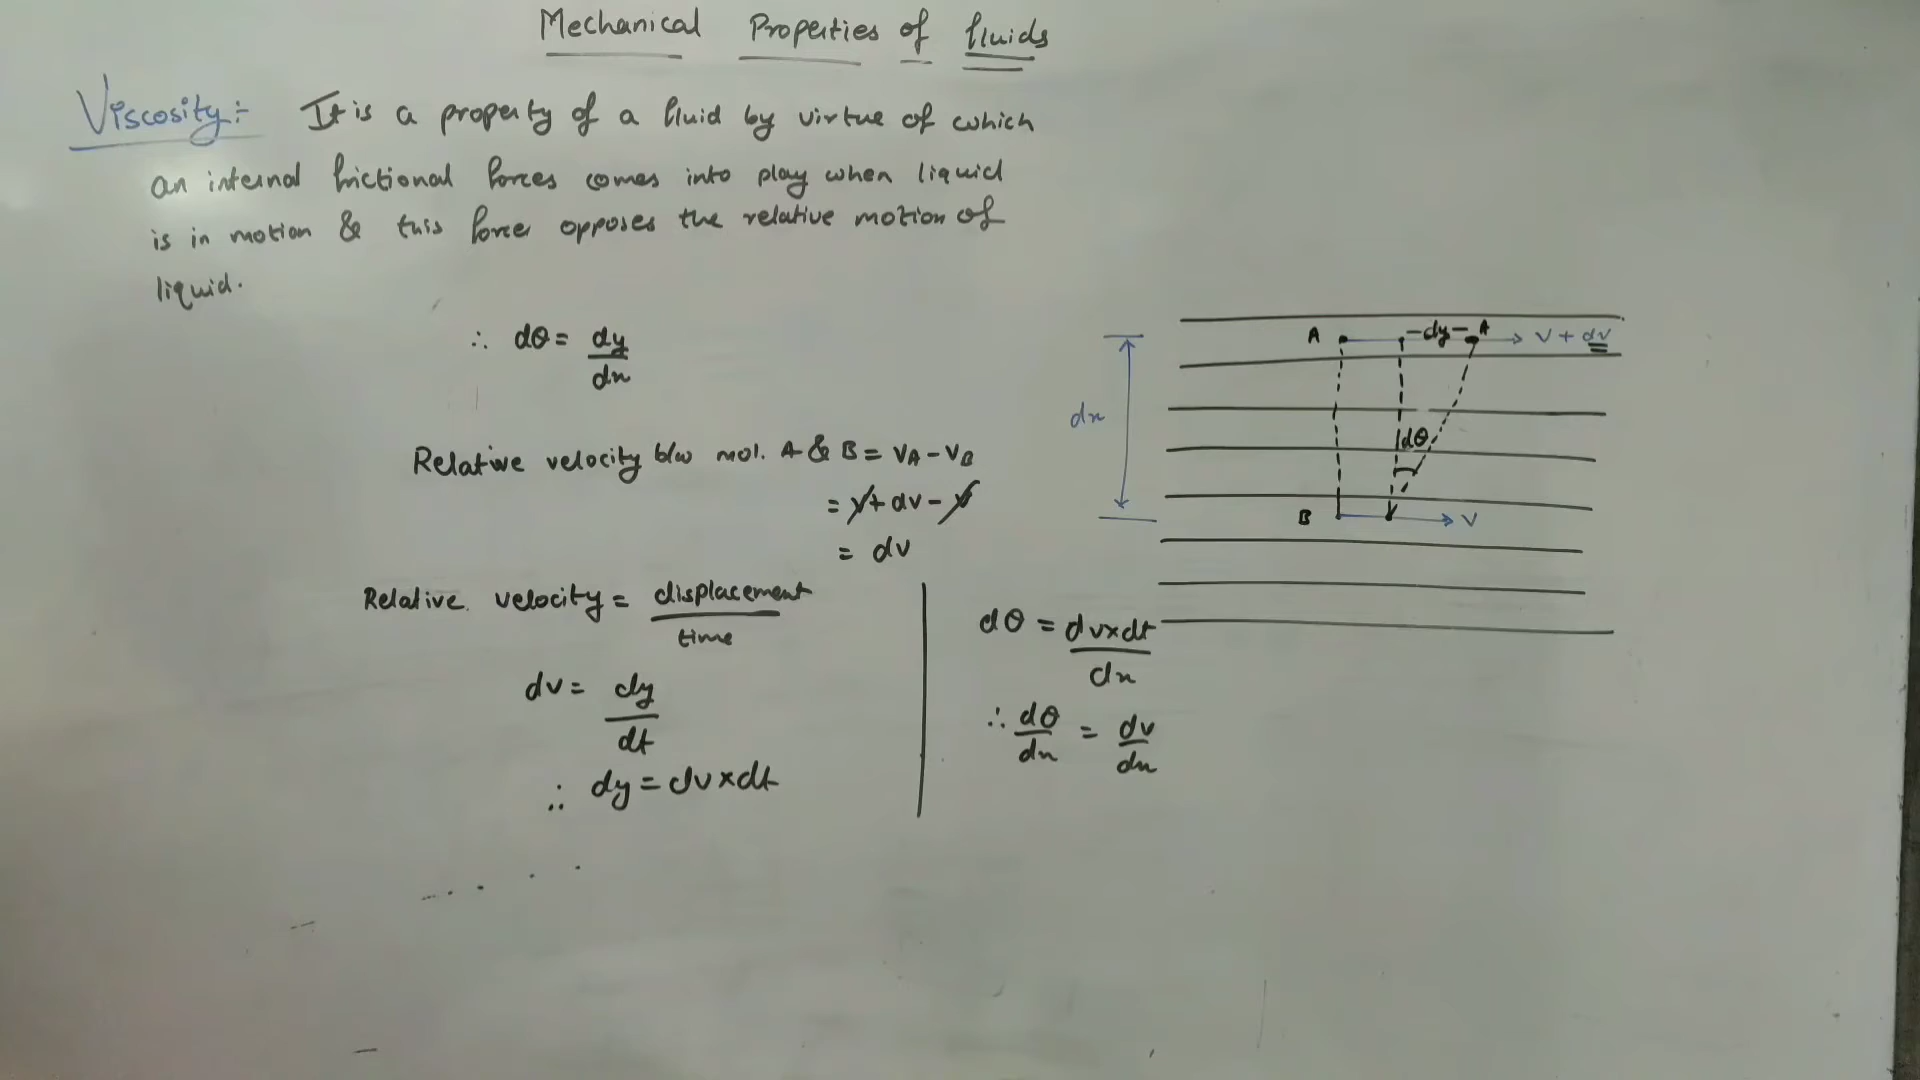 Mechanical Properties of fluids
Viscosity:- It is a property of a fluid by virtue of which
an internal frictional forces comes into play when liquid
is in motion & this force opposes the relative motion of
liquid.
∴ dθ = dy/dx
Relative velocity b/w mol. A & B = VA - VB
= V + dv - V
= dv
Relative velocity = displacement/time
dv = dy/dt
∴ dy = dv x dt
dθ = dv x dt/dx
∴ dθ/dx = dv/dx
A -dy- A V + dv
dx
dθ
B V